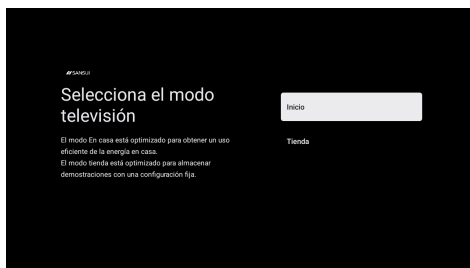 SANSUI
Selecciona el modo
televisión
El modo En casa está optimizado para obtener un uso
eficiente de la energía en casa.
El modo tienda está optimizado para almacenar
demostraciones con una configuración fija.
Inicio
Tienda